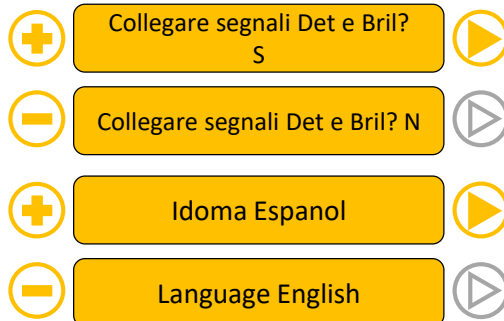 Collegare segnali Det e Bril?
S
Collegare segnali Det e Bril? N
Idoma Espanol
Language English